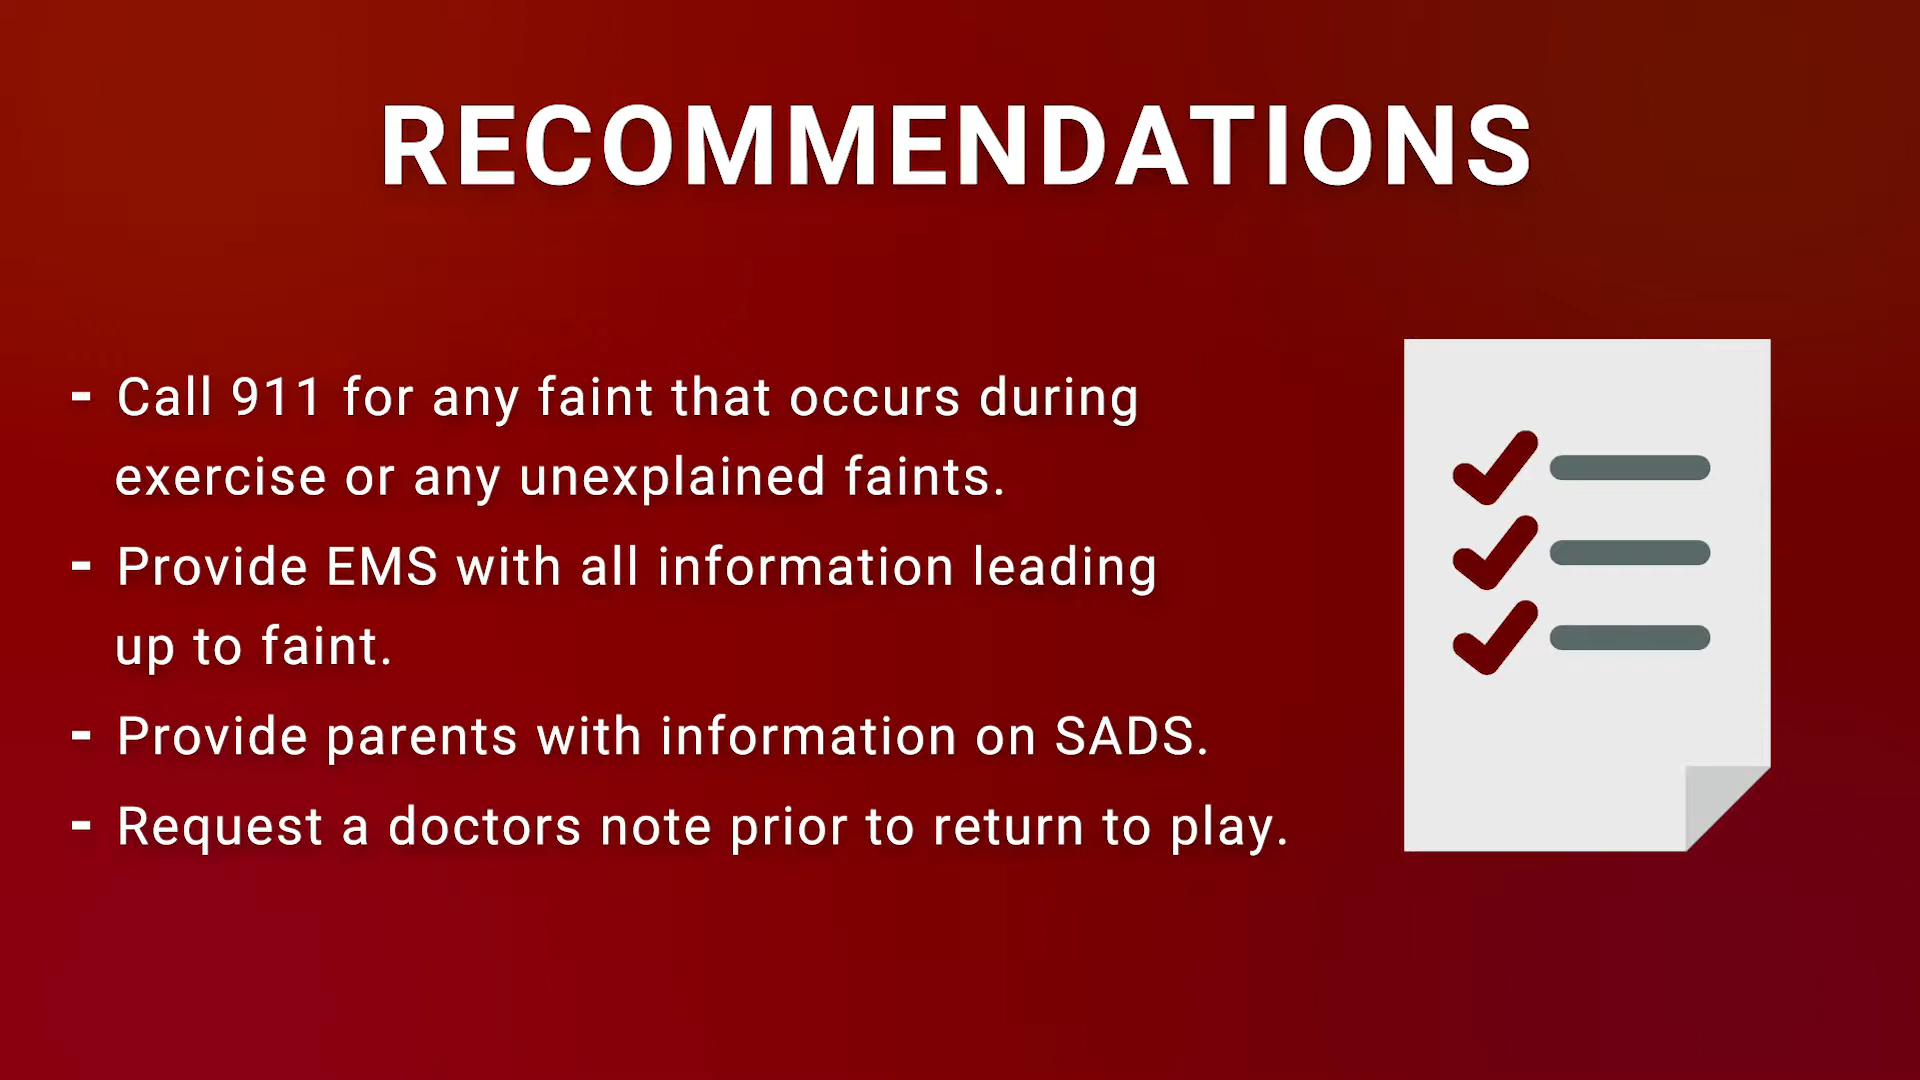 RECOMMENDATIONS
- Call 911 for any faint that occurs during
exercise or any unexplained faints.
- Provide EMS with all information leading
up to faint.
- Provide parents with information on SADS.
- Request a doctors note prior to return to play.